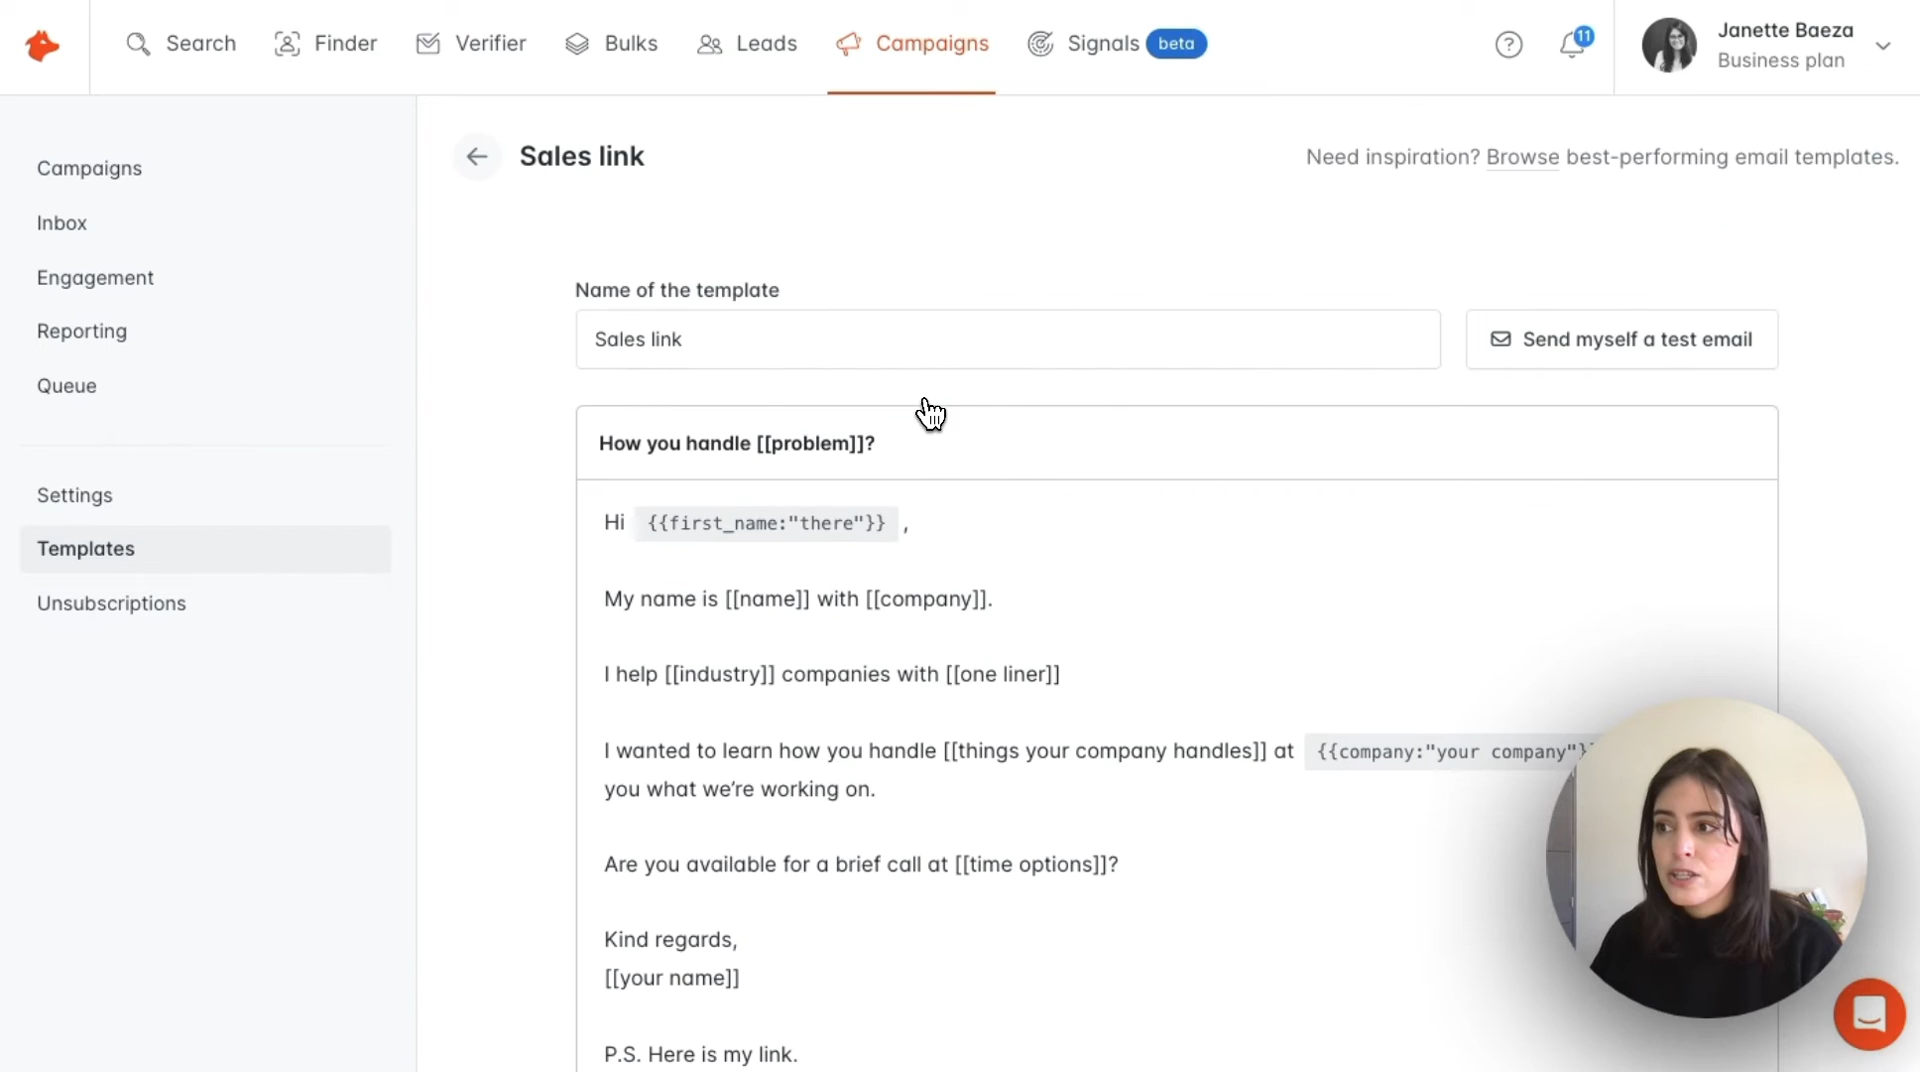 Search
Finder
Verifier
Bulks
Leads
Campaigns
Signals beta
11
Janette Baeza
Business plan
Campaigns
Inbox
Engagement
Reporting
Queue
Settings
Templates
Unsubscriptions
Sales link
Need inspiration? Browse best-performing email templates.
Name of the template
Sales link
Send myself a test email
How you handle [[problem]]?
Hi {{first_name:"there"}} ,
My name is [[name]] with [[company]].
I help [[industry]] companies with [[one liner]]
I wanted to learn how you handle [[things your company handles]] at {{company:"your company"}
you what we're working on.
Are you available for a brief call at [[time options]]?
Kind regards,
[[your name]]
P.S. Here is my link.